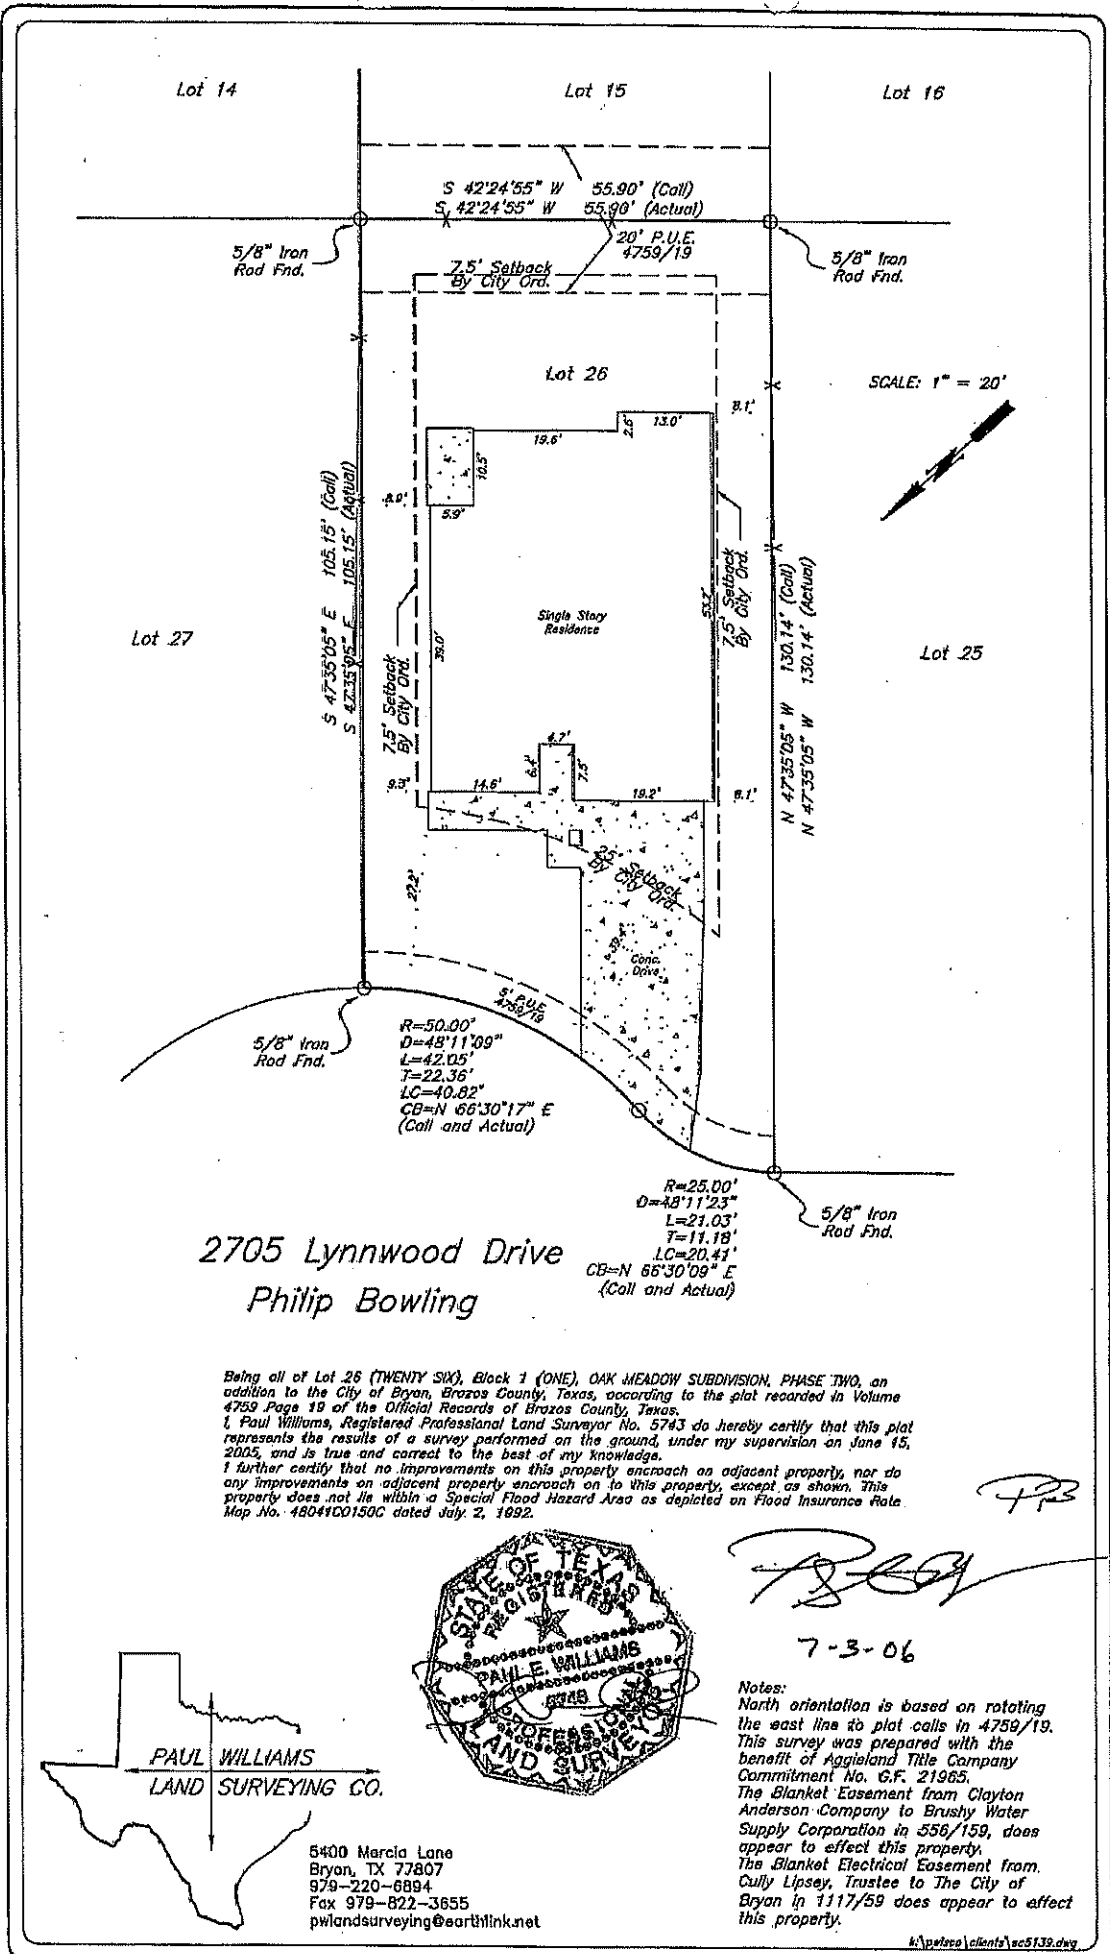 Lot 14
Lot 15
Lot 16
S 42°24'55" W 55.90' (Call)
S 42°24'55" W 55.90' (Actual)
5/8" Iron
Rod Fnd.
20' P.U.E.
4759/19
5/8" Iron
Rod Fnd.
7.5' Setback
By City Ord.
Lot 26
SCALE: 1" = 20'
8.1'
13.0'
2.6'
19.6'
10.5'
5.9'
S 47°35'05" E 105.15' (Call)
S 47°35'05" E 105.15' (Actual)
7.5' Setback
By City Ord.
39.0'
Single Story
Residence
53.2'
7.5' Setback
By City Ord.
N 47°35'05" W 130.14' (Call)
N 47°35'05" W 130.14' (Actual)
Lot 27
Lot 25
4.7'
6.4'
7.5'
14.6'
19.2'
8.1'
25' Setback
By City Ord.
27.2'
Conc.
Drive
5' P.U.E.
4759/19
5/8" Iron
Rod Fnd.
R=50.00'
D=48°11'09"
L=42.05'
T=22.36'
LC=40.82'
CB=N 66°30'17" E
(Call and Actual)
R=25.00'
D=48°11'23"
L=21.03'
T=11.18'
LC=20.41'
CB=N 66°30'09" E
(Call and Actual)
5/8" Iron
Rod Fnd.
2705 Lynnwood Drive
Philip Bowling
Being all of Lot 26 (TWENTY SIX), Block 1 (ONE), OAK MEADOW SUBDIVISION, PHASE TWO, an
addition to the City of Bryan, Brazos County, Texas, according to the plat recorded in Volume
4759 Page 19 of the Official Records of Brazos County, Texas.
I, Paul Williams, Registered Professional Land Surveyor No. 5743 do hereby certify that this plat
represents the results of a survey performed on the ground, under my supervision on June 15,
2005, and is true and correct to the best of my knowledge.
I further certify that no improvements on this property encroach on adjacent property, nor do
any improvements on adjacent property encroach on to this property, except as shown. This
property does not lie within a Special Flood Hazard Area as depicted on Flood Insurance Rate
Map No. 48041C0150C dated July 2, 1992.
STATE OF TEXAS
REGISTERED
PAUL E. WILLIAMS
PROFESSIONAL
LAND SURVEYOR
7-3-06
PAUL WILLIAMS
LAND SURVEYING CO.
5400 Marcia Lane
Bryan, TX 77807
979-220-6894
Fax 979-822-3655
pwlandsurveying@earthlink.net
Notes:
North orientation is based on rotating
the east line to plat calls in 4759/19.
This survey was prepared with the
benefit of Aggieland Title Company
Commitment No. G.F. 21965.
The Blanket Easement from Clayton
Anderson Company to Brushy Water
Supply Corporation in 556/159, does
appear to effect this property.
The Blanket Electrical Easement from
Cully Lipsey, Trustee to The City of
Bryan in 1117/59 does appear to effect
this property.